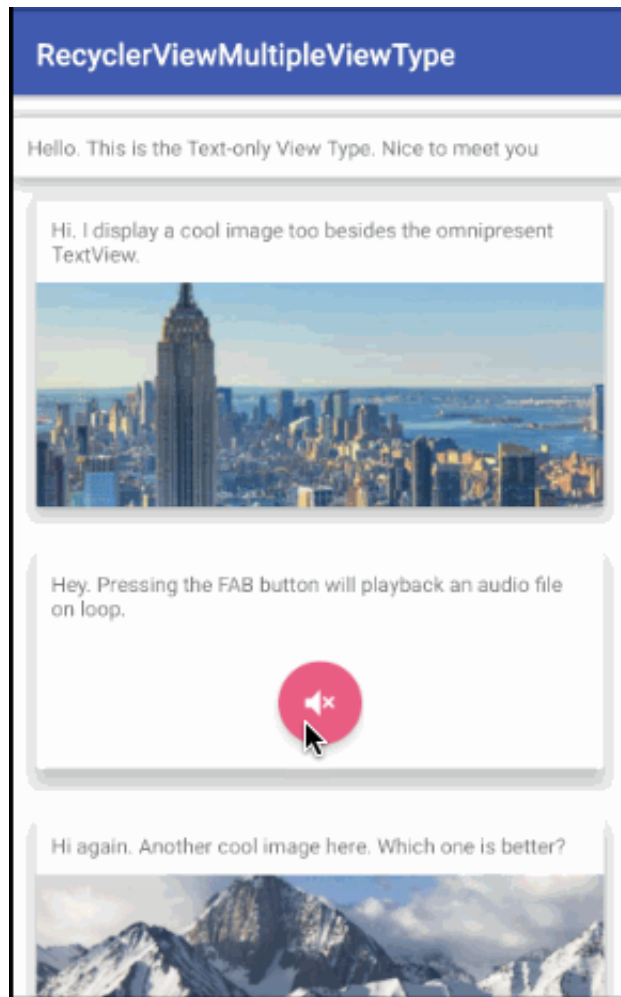 RecyclerViewMultipleViewType
Hello. This is the Text-only View Type. Nice to meet you
Hi. I display a cool image too besides the omnipresent
TextView.
Hey. Pressing the FAB button will playback an audio file
on loop.
Hi again. Another cool image here. Which one is better?